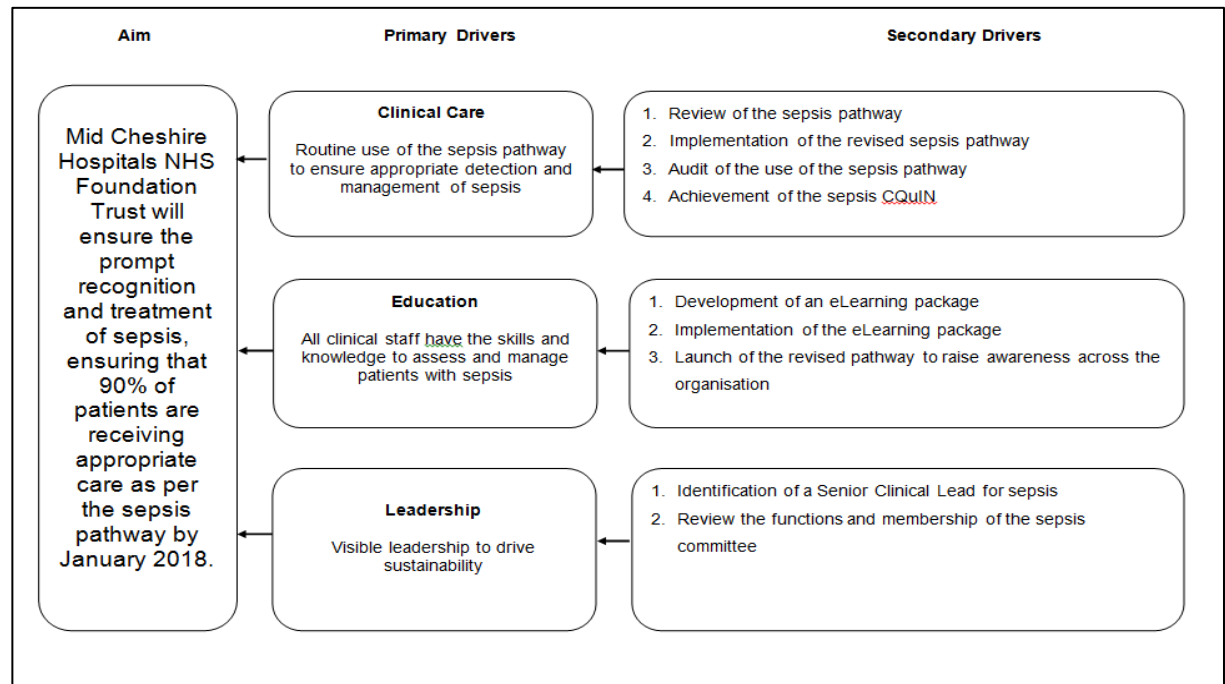 Aim
Primary Drivers
Secondary Drivers
Mid Cheshire
Hospitals NHS
Foundation
Trust will
ensure the
prompt
recognition
and treatment
of sepsis,
ensuring that
90% of
patients are
receiving
appropriate
care as per
the sepsis
pathway by
January 2018.
Clinical Care
Routine use of the sepsis pathway
to ensure appropriate detection and
management of sepsis
1. Review of the sepsis pathway
2. Implementation of the revised sepsis pathway
3. Audit of the use of the sepsis pathway
4. Achievement of the sepsis CQuIN
Education
All clinical staff have the skills and
knowledge to assess and manage
patients with sepsis
1. Development of an eLearning package
2. Implementation of the eLearning package
3. Launch of the revised pathway to raise awareness across the
organisation
Leadership
Visible leadership to drive
sustainability
1. Identification of a Senior Clinical Lead for sepsis
2. Review the functions and membership of the sepsis
committee